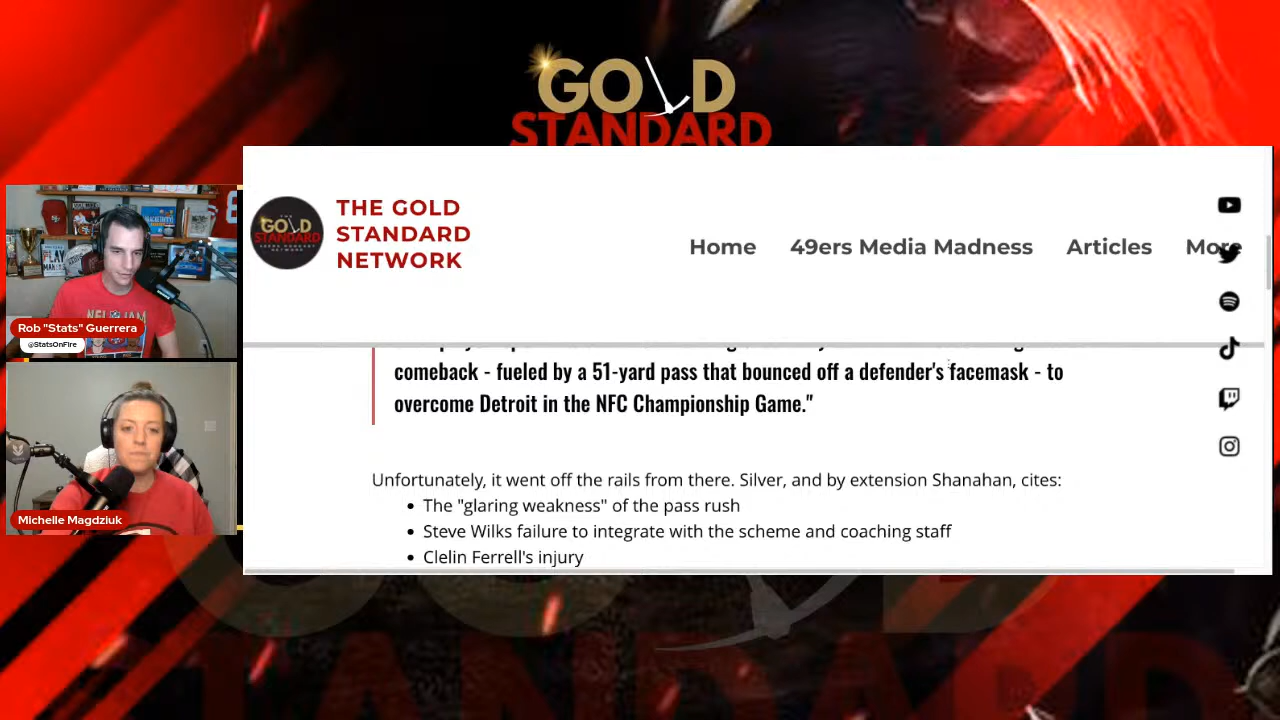 GOLD
STANDARD
THE GOLD
STANDARD
NETWORK
Home
49ers Media Madness
Articles
More
comeback - fueled by a 51-yard pass that bounced off a defender's facemask - to
overcome Detroit in the NFC Championship Game."
Unfortunately, it went off the rails from there. Silver, and by extension Shanahan, cites:
The "glaring weakness" of the pass rush
Steve Wilks failure to integrate with the scheme and coaching staff
Clelin Ferrell's injury
Rob "Stats" Guerrera
@StatsOnFire
Michelle Magdziuk